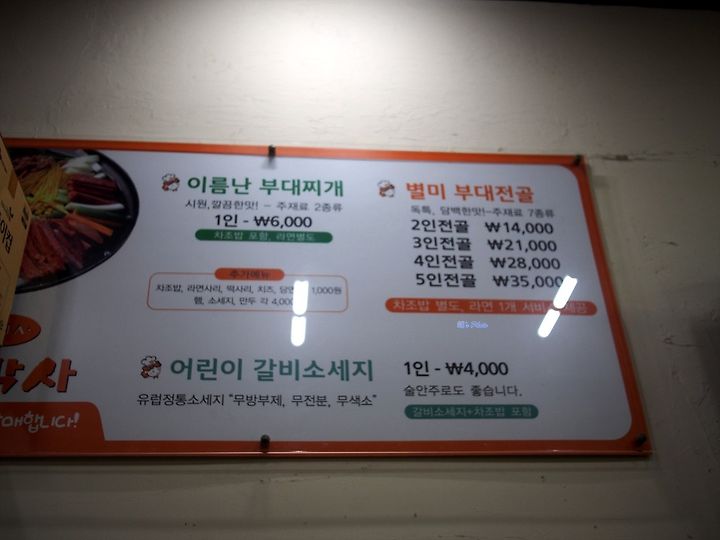 이름난 부대찌개
시원,깔끔한맛! - 주재료 2종류
1인 - ₩6,000
차조밥 포함, 라면별도
추가메뉴
차조밥, 라면사리, 떡사리, 치즈, 1,000원
햄, 소세지, 만두 각
별미 부대전골
독특, 담백한맛!-주재료 7종류
2인전골 ₩14,000
3인전골 ₩21,000
4인전골 ₩28,000
5인전골 ₩35,000
차조밥 별도, 라면 1개 서비스
어린이 갈비소세지
유럽정통소세지 "무방부제, 무전분, 무색소"
1인 - ₩4,000
술안주로도 좋습니다.
갈비소세지+차조밥 포함